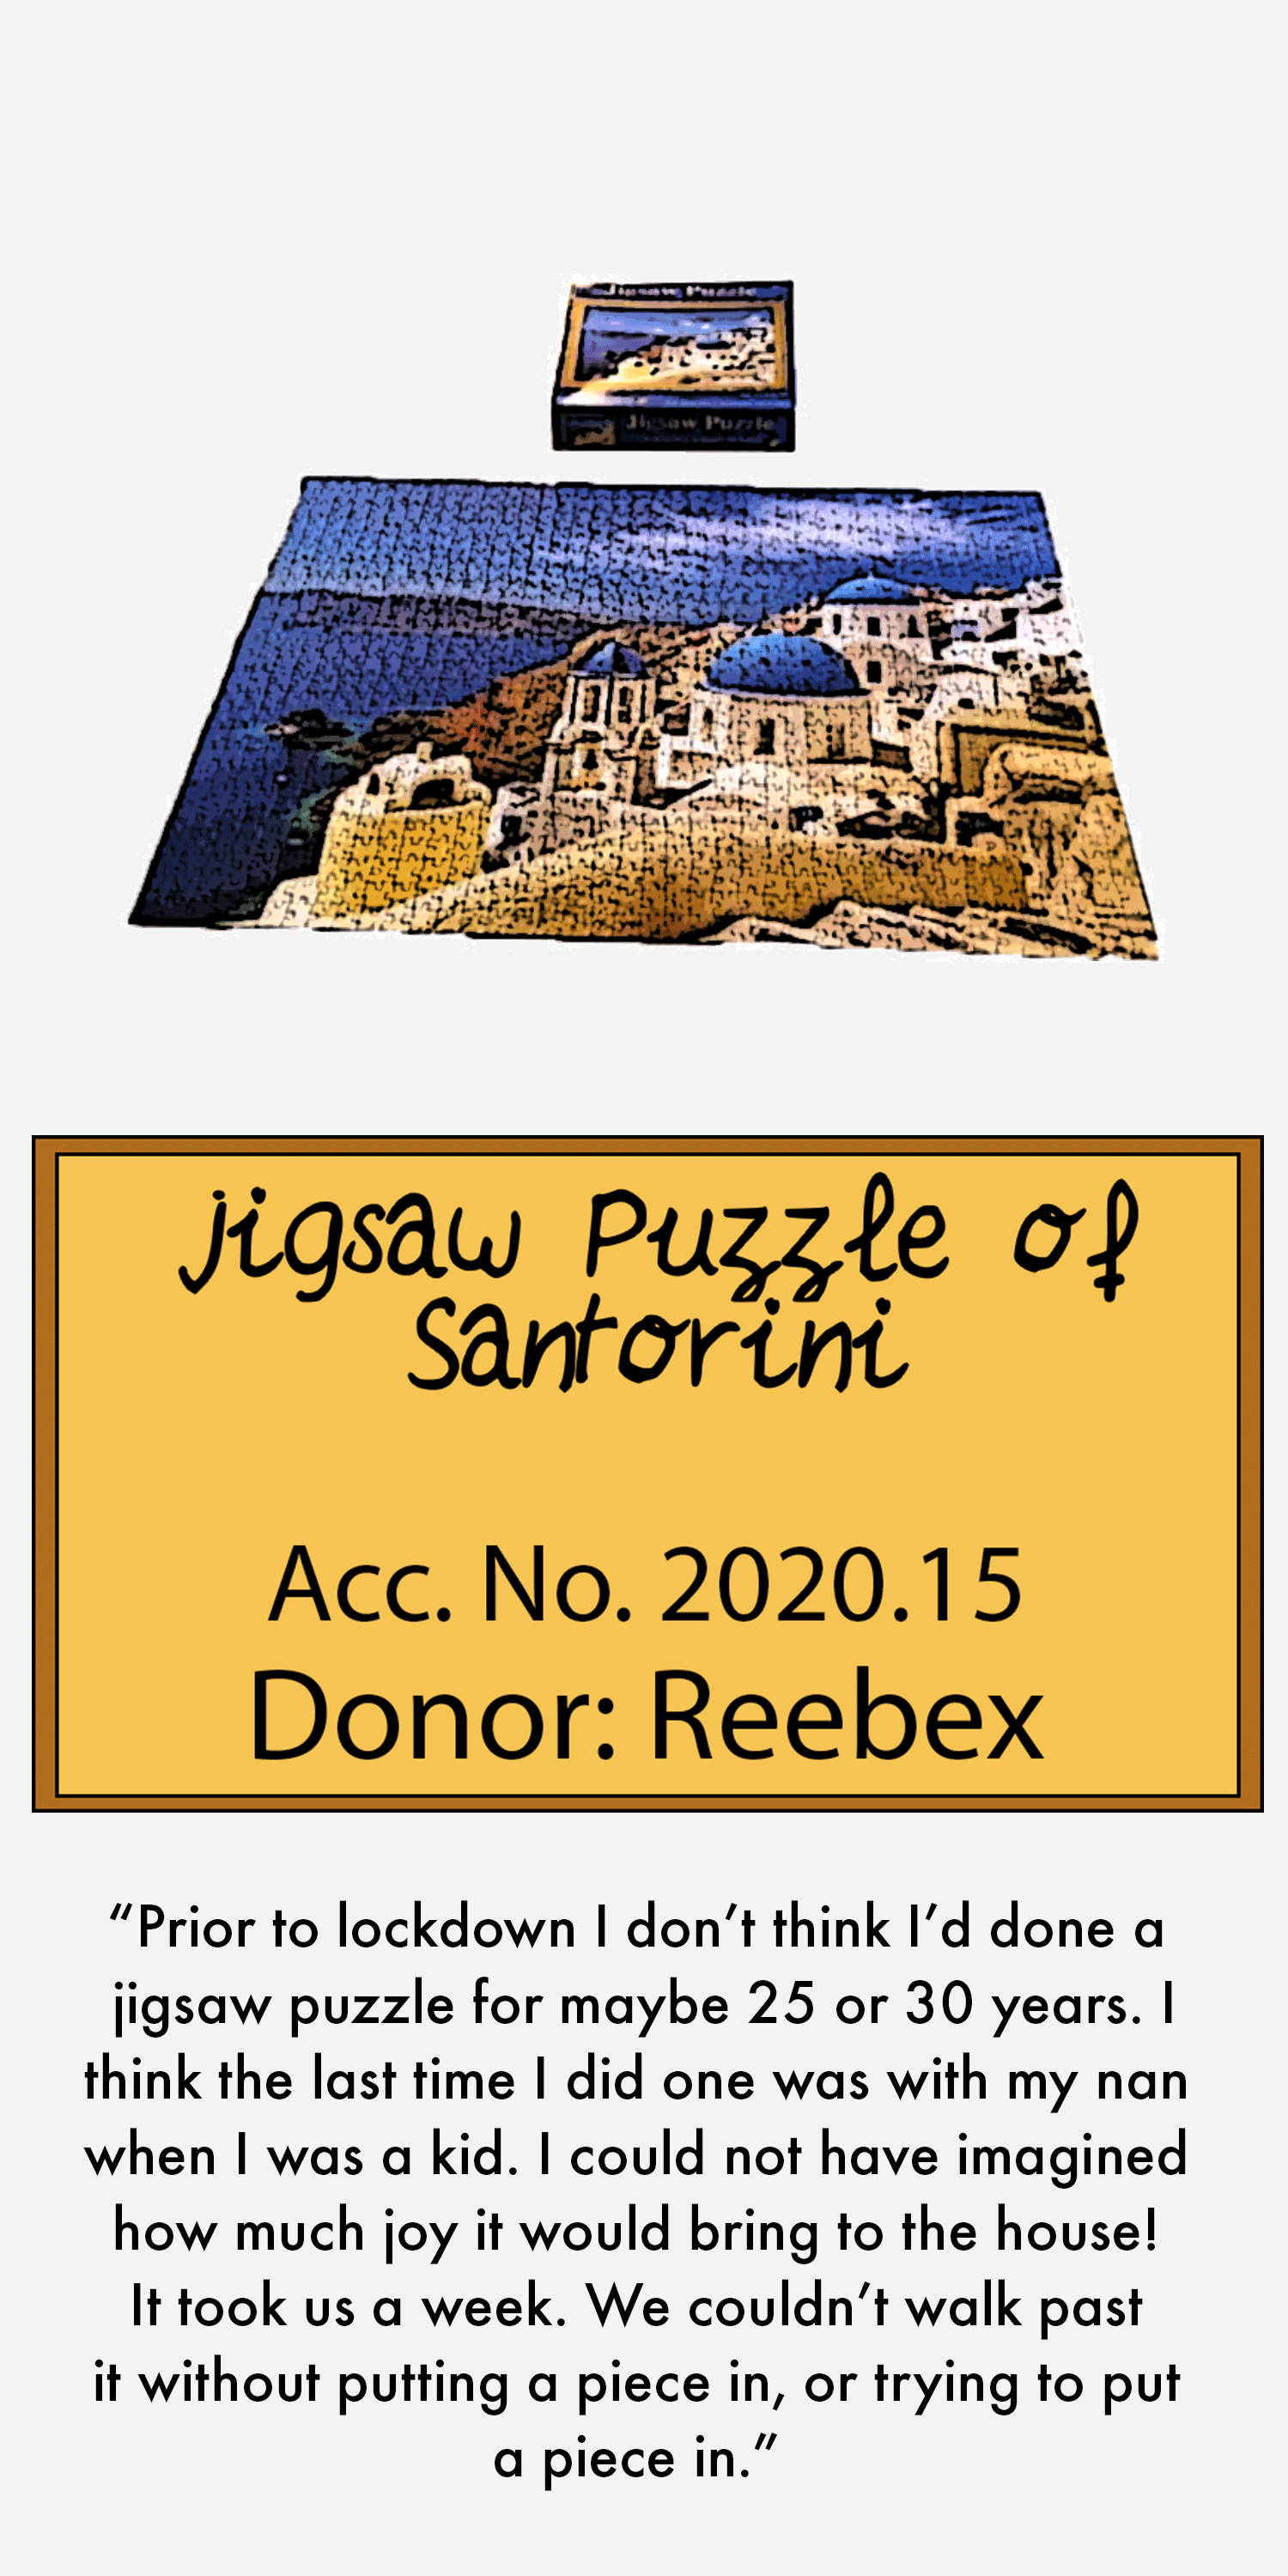 Jigsaw Puzzle
Jigsaw Puzzle
Jigsaw Puzzle of
Santorini
Acc. No. 2020.15
Donor: Reebex
“Prior to lockdown I don’t think I’d done a
jigsaw puzzle for maybe 25 or 30 years. I
think the last time I did one was with my nan
when I was a kid. I could not have imagined
how much joy it would bring to the house!
It took us a week. We couldn’t walk past
it without putting a piece in, or trying to put
a piece in.”